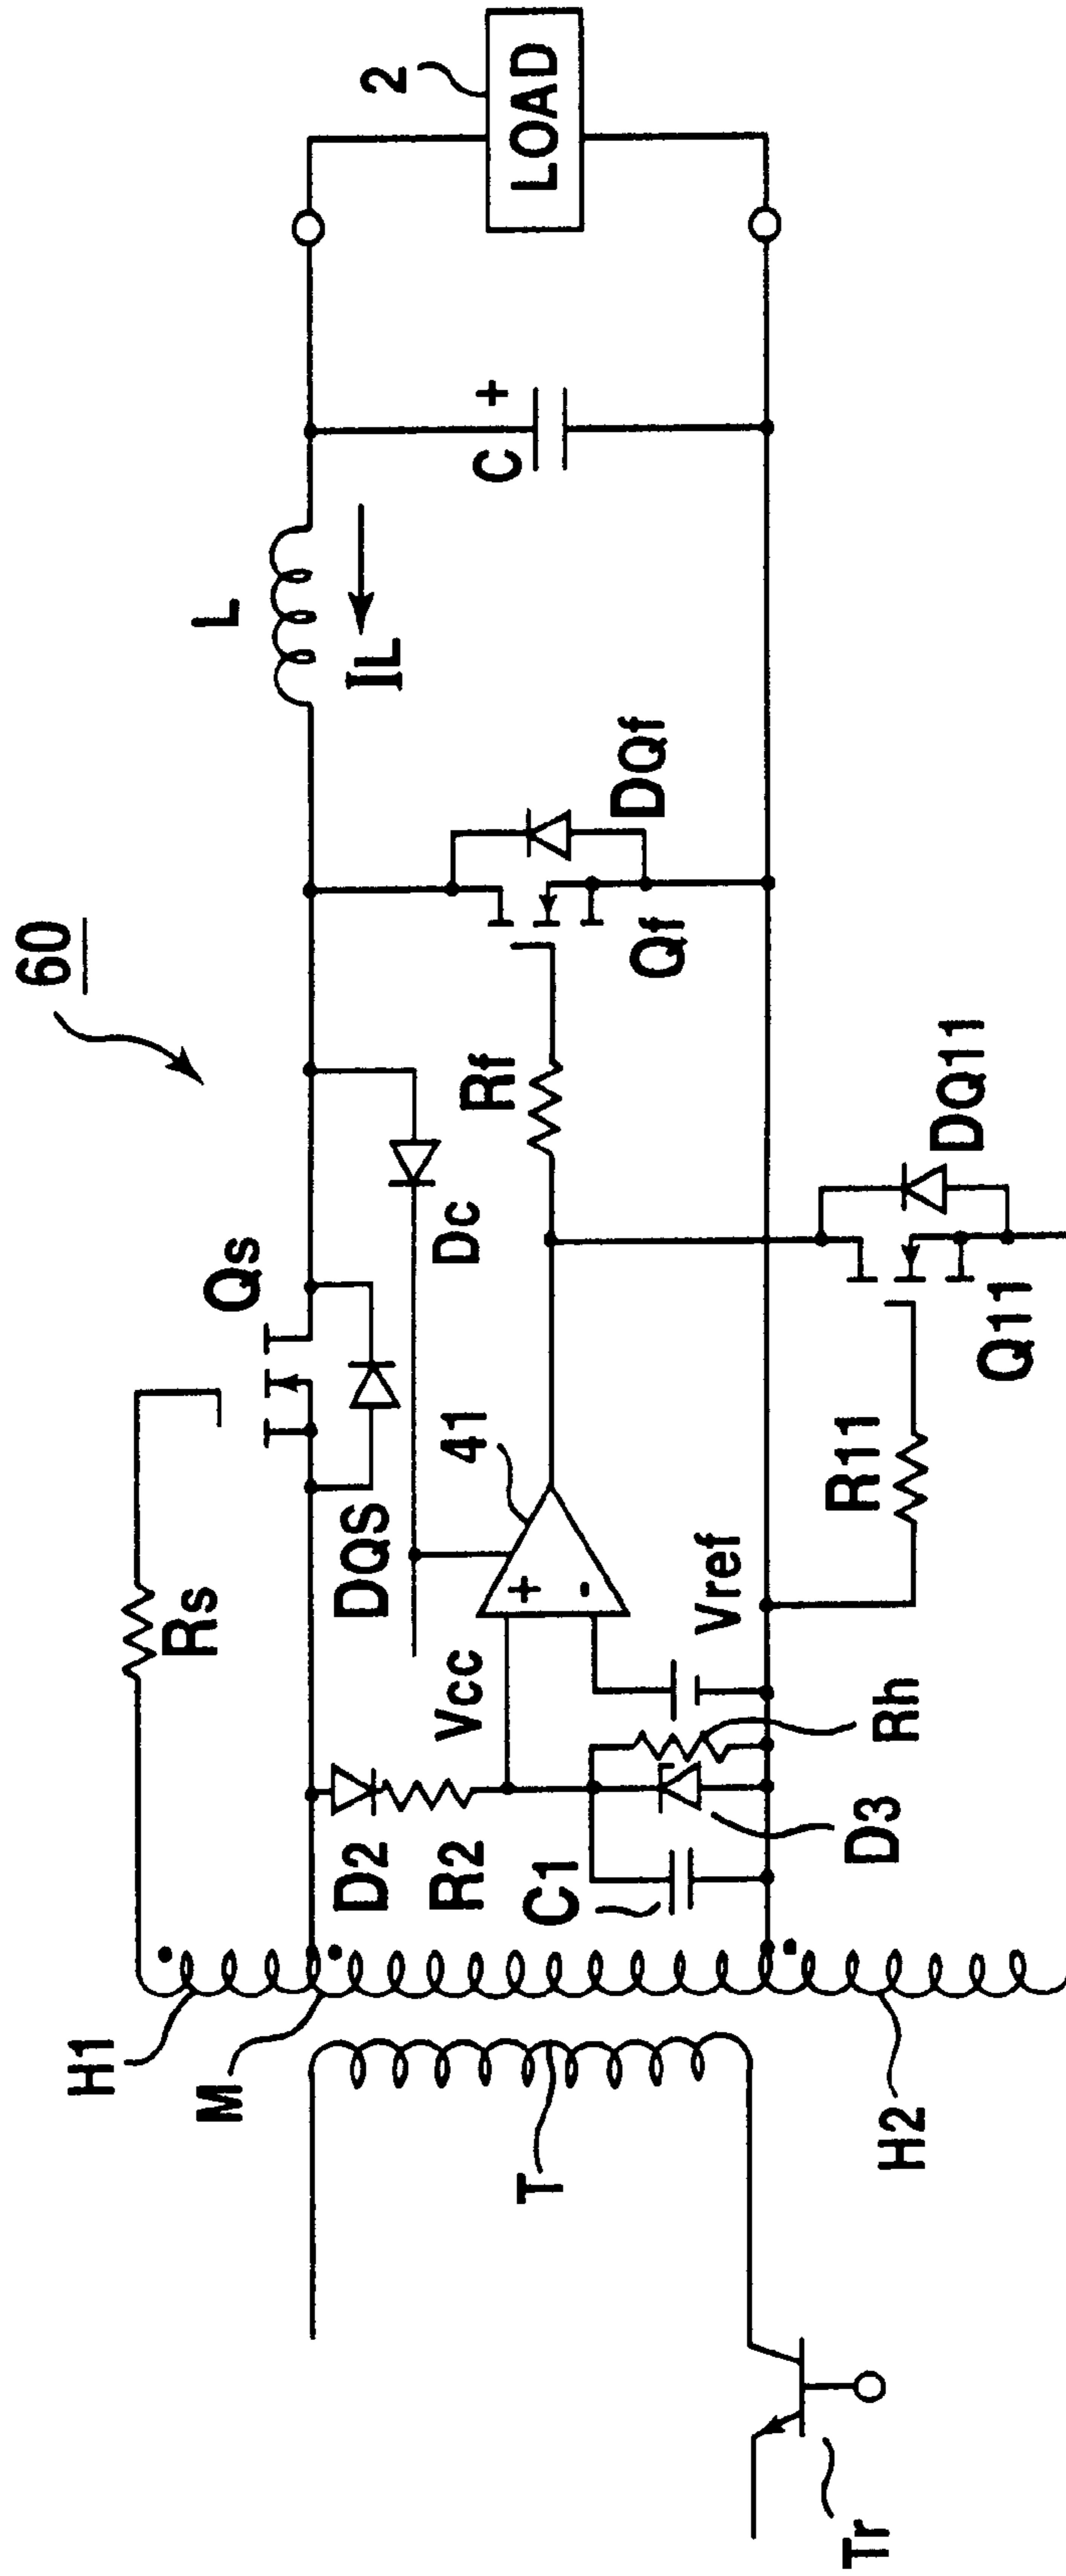 60
H1
M
T
H2
Tr
Rs
Qs
DQS
D2
R2
C1
D3
Rh
Vcc
Vref
+
-
41
Dc
Rf
Qf
DQf
R11
Q11
DQ11
L
IL
C
+
2
LOAD